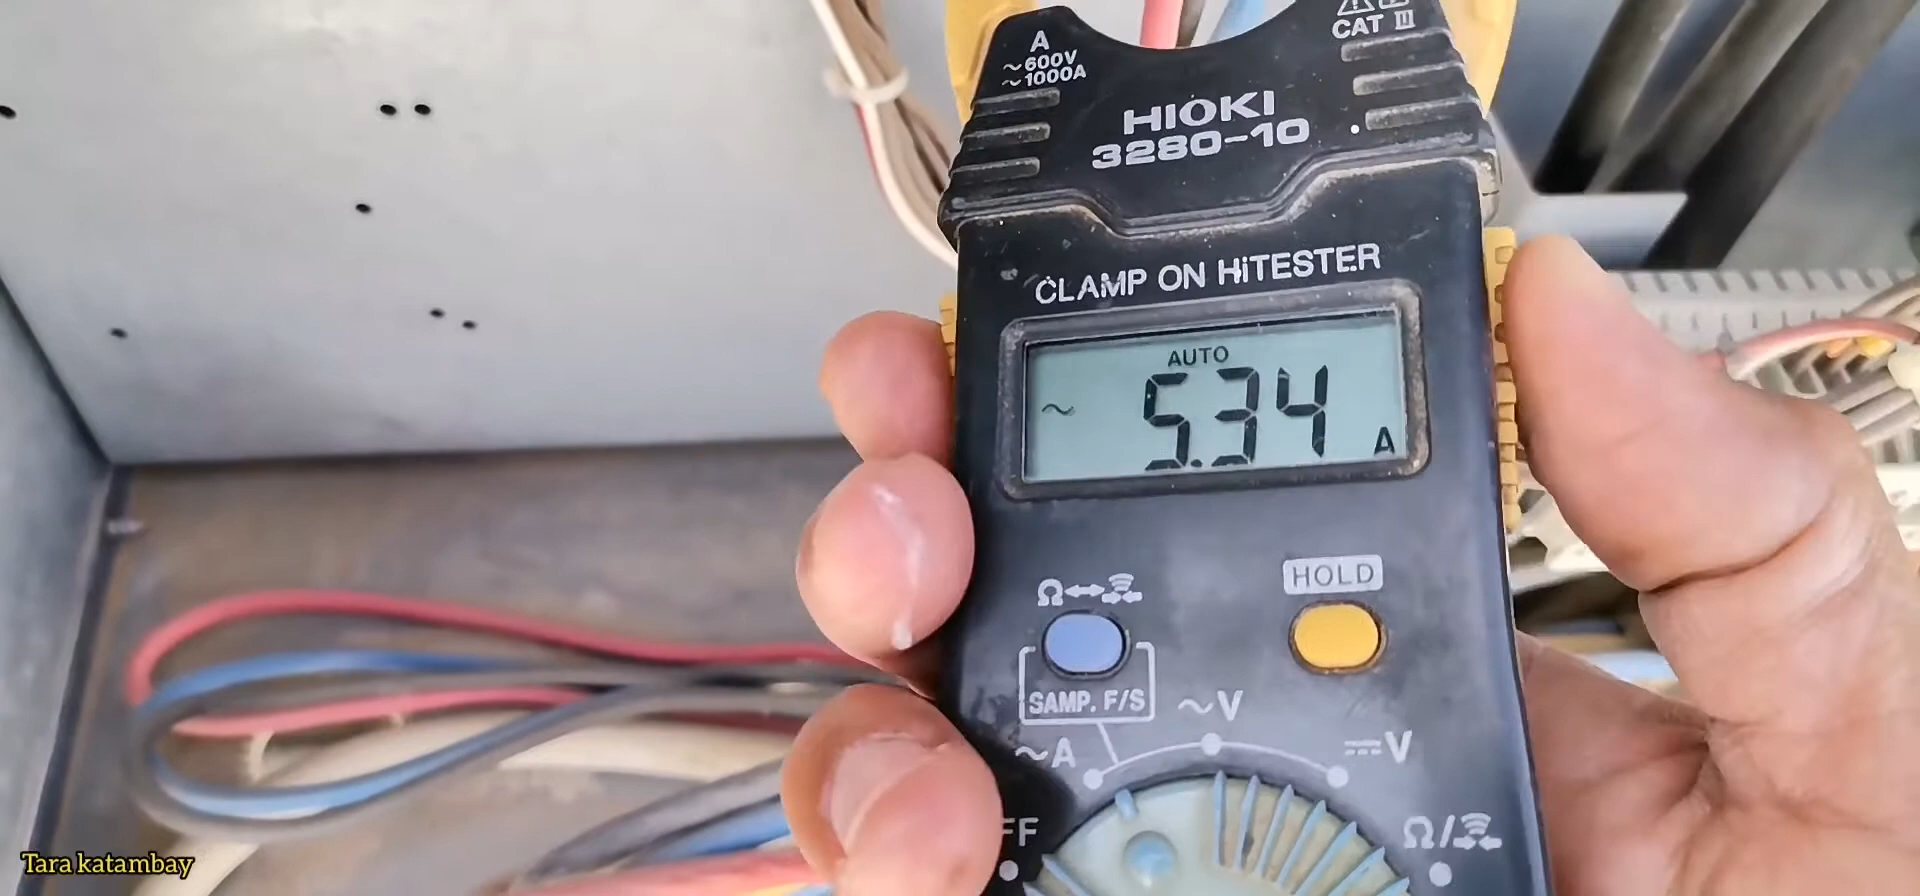 A
~600V
~1000A
CAT III
HIOKI
3280-10
CLAMP ON HiTESTER
AUTO
~ 5.34 A
Ω↔
HOLD
SAMP. F/S
~A
~V
⎓V
FF
Ω/
Tara katambay